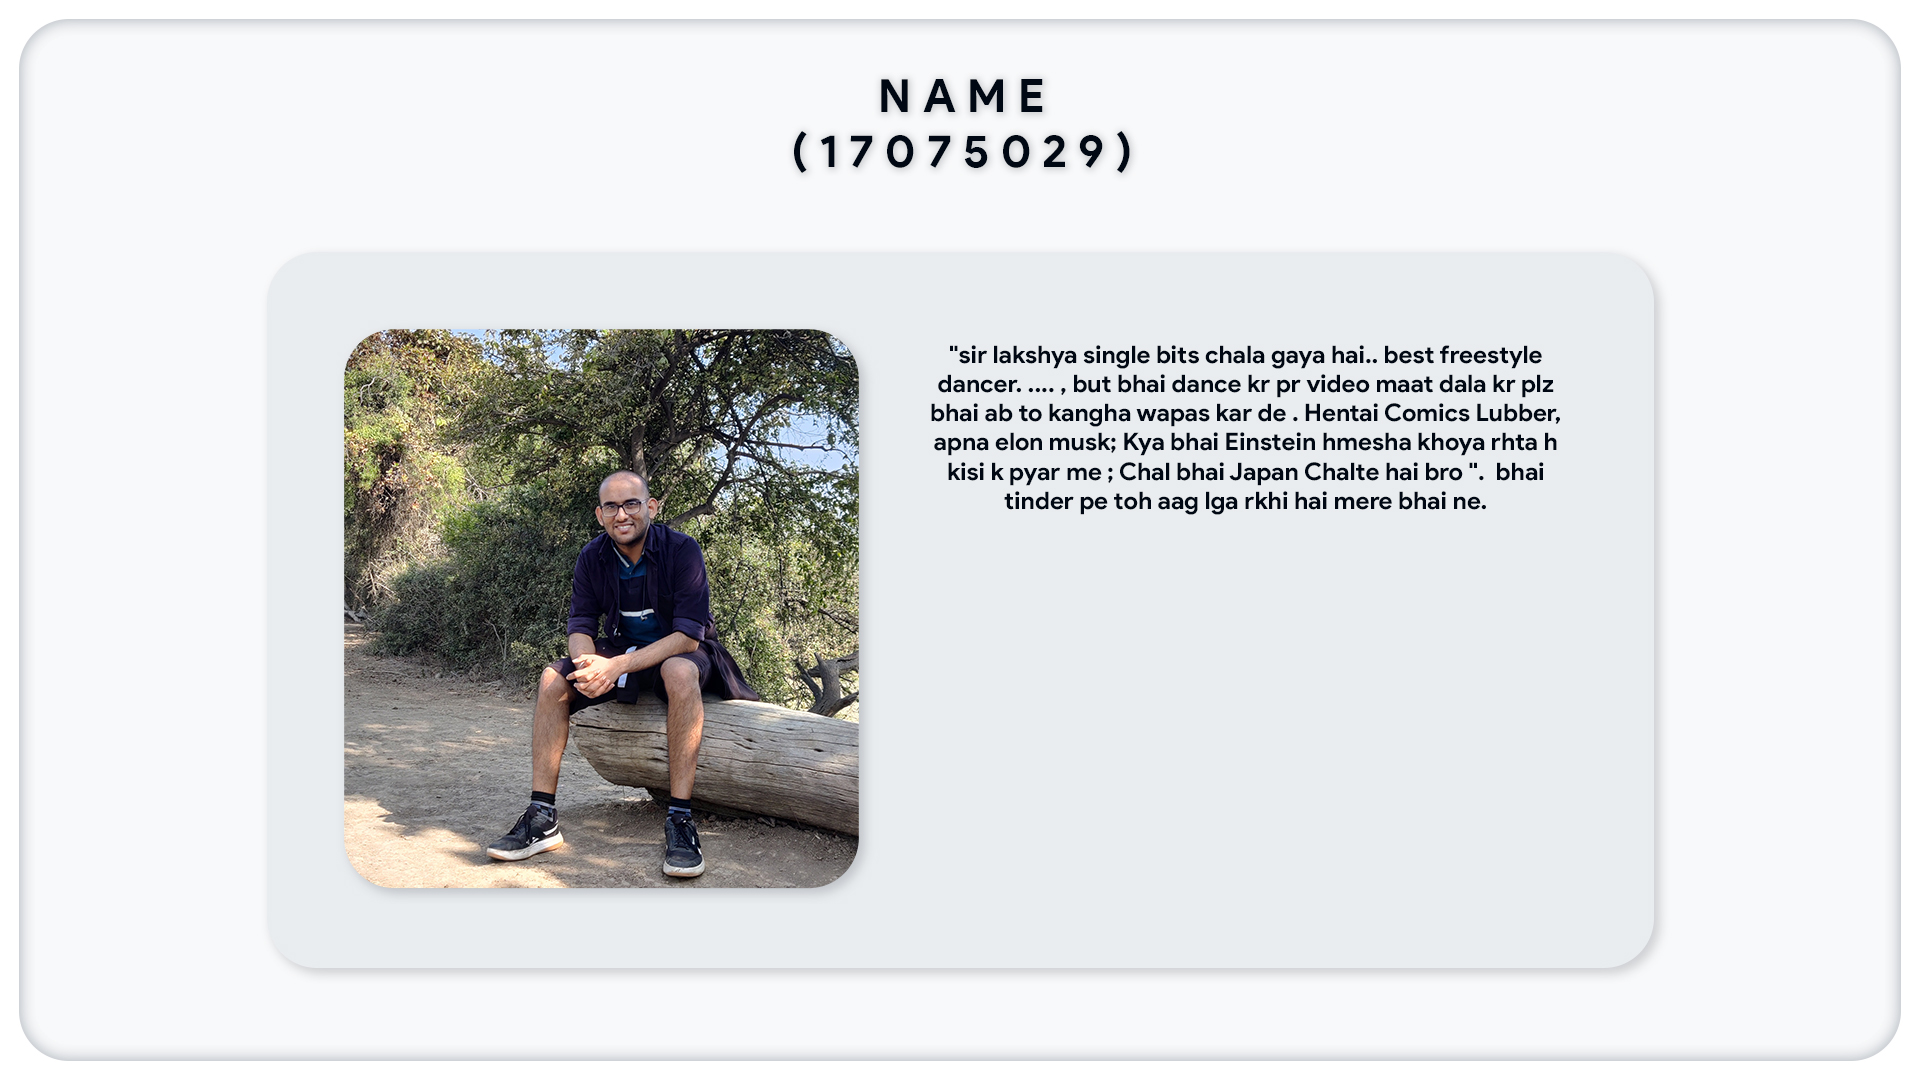 NAME
(17075029)
"sir lakshya single bits chala gaya hai.. best freestyle
dancer. .... , but bhai dance kr pr video maat dala kr plz
bhai ab to kangha wapas kar de . Hentai Comics Lubber,
apna elon musk; Kya bhai Einstein hmesha khoya rhta h
kisi k pyar me ; Chal bhai Japan Chalte hai bro ".  bhai
tinder pe toh aag lga rkhi hai mere bhai ne.